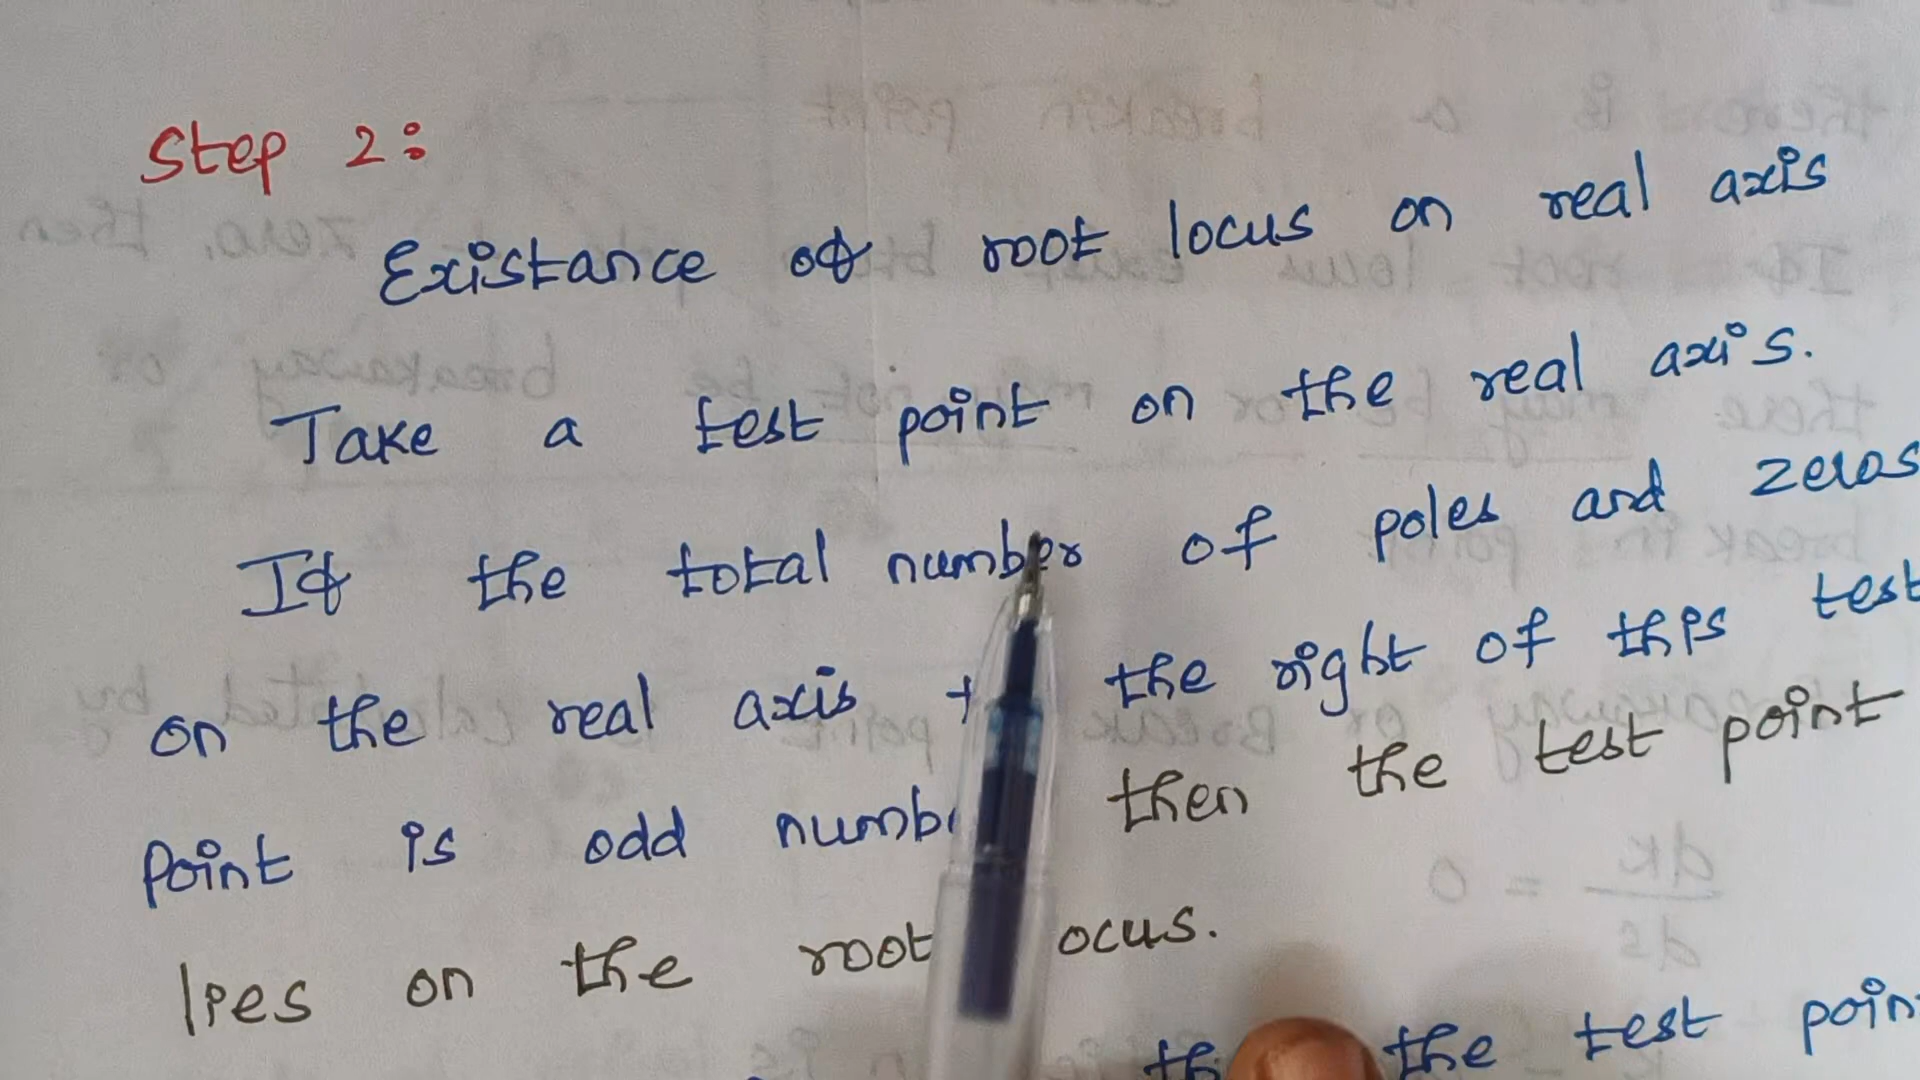 Step 2:
Existance of root locus on real axis
Take a test point on the real axis.
If the total number of poles and zeros
on the real axis the right of this test
Point is odd numb then the test point
lies on the root ocus.
the test poin